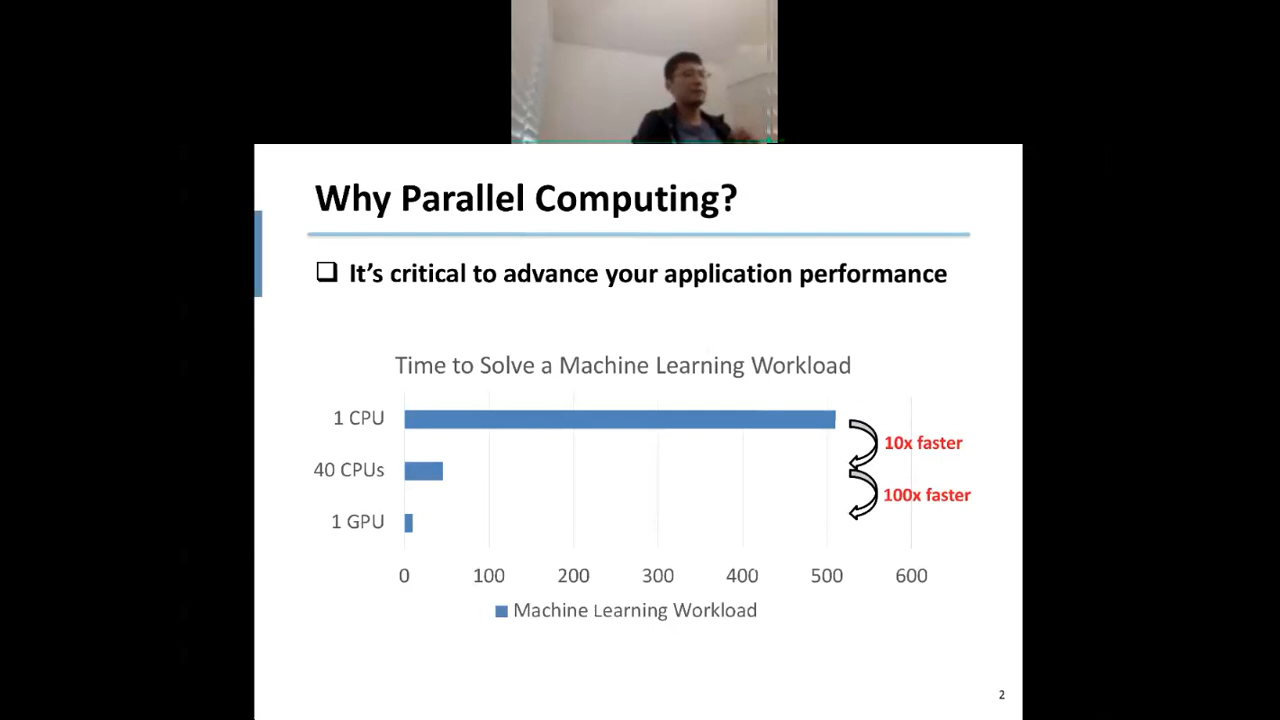 Why Parallel Computing?
It's critical to advance your application performance
Time to Solve a Machine Learning Workload
1 CPU
10x faster
40 CPUs
100x faster
1 GPU
0 100 200 300 400 500 600
Machine Learning Workload
2